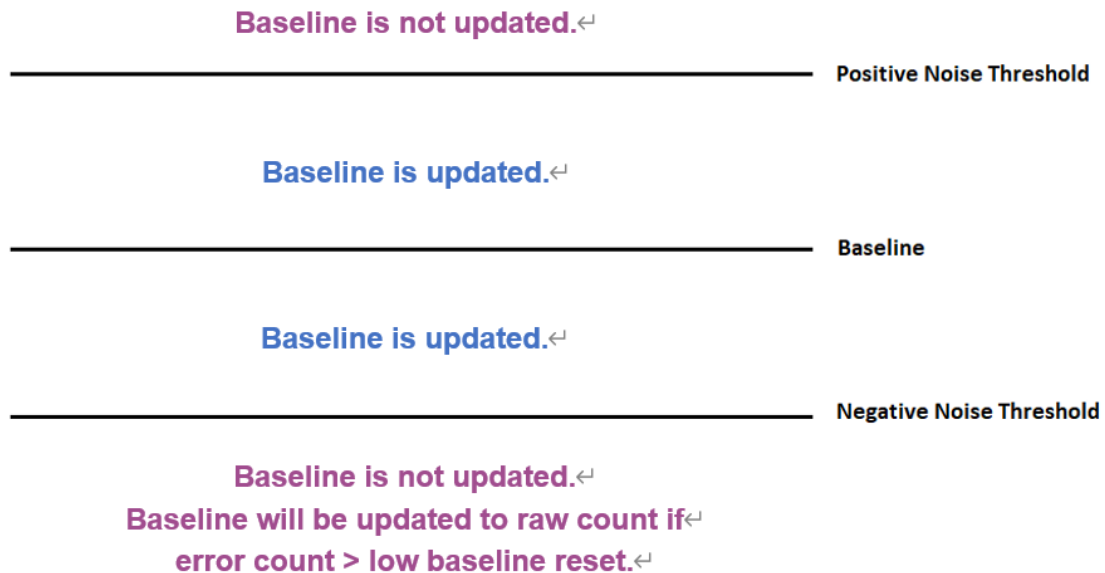 Baseline is not updated.↵
Positive Noise Threshold
Baseline is updated.↵
Baseline
Baseline is updated.↵
Negative Noise Threshold
Baseline is not updated.↵
Baseline will be updated to raw count if↵
error count > low baseline reset.↵